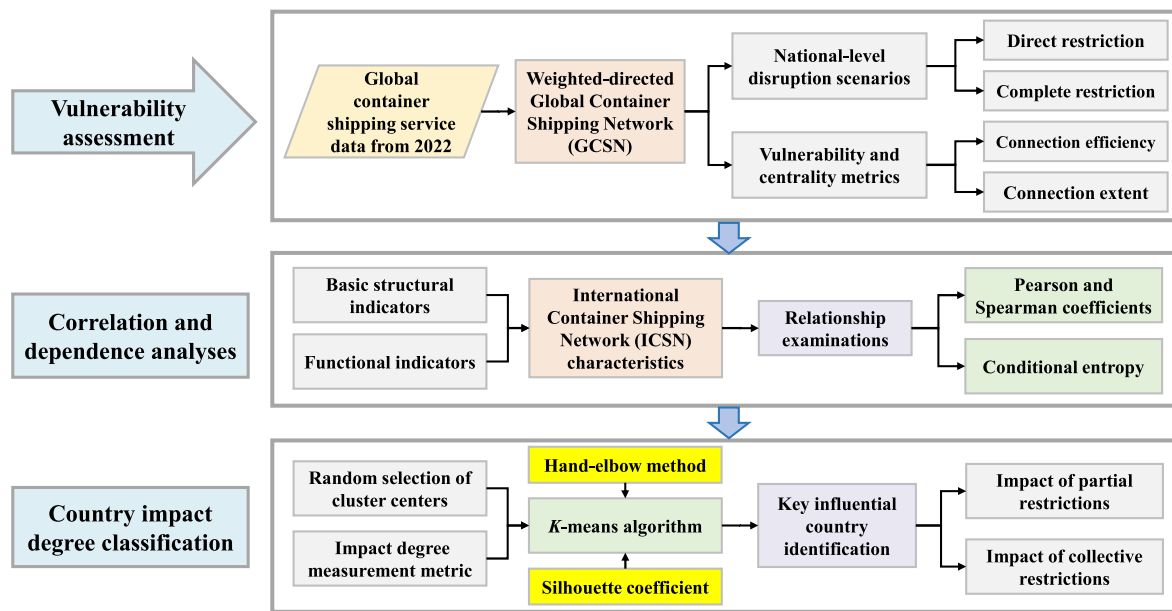 Vulnerability
assessment
Global
container
shipping service
data from 2022
Weighted-directed
Global Container
Shipping Network
(GCSN)
National-level
disruption scenarios
Direct restriction
Complete restriction
Vulnerability and
centrality metrics
Connection efficiency
Connection extent
Correlation and
dependence analyses
Basic structural
indicators
Functional indicators
International
Container Shipping
Network (ICSN)
characteristics
Relationship
examinations
Pearson and
Spearman coefficients
Conditional entropy
Country impact
degree classification
Random selection of
cluster centers
Impact degree
measurement metric
Hand-elbow method
K-means algorithm
Silhouette coefficient
Key influential
country
identification
Impact of partial
restrictions
Impact of collective
restrictions